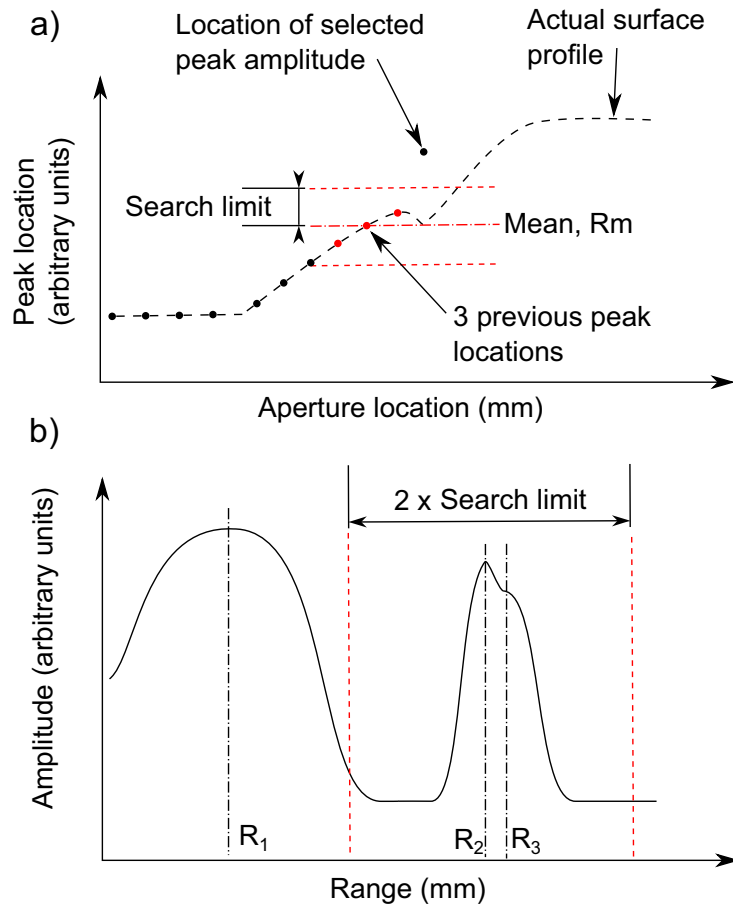 a)
Location of selected
peak amplitude
Actual surface
profile
Search limit
Mean, Rm
3 previous peak
locations
Peak location
(arbitrary units)
Aperture location (mm)
b)
2 x Search limit
Amplitude (arbitrary units)
R1
R2
R3
Range (mm)